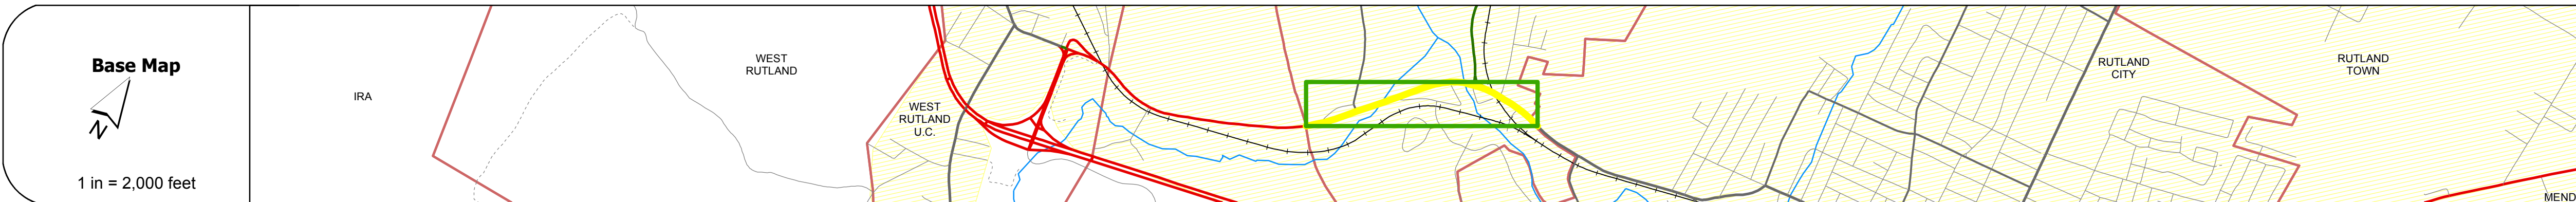 Base Map
N
1 in = 2,000 feet
IRA
WEST
RUTLAND
WEST
RUTLAND
U.C.
RUTLAND
CITY
RUTLAND
TOWN
MEND